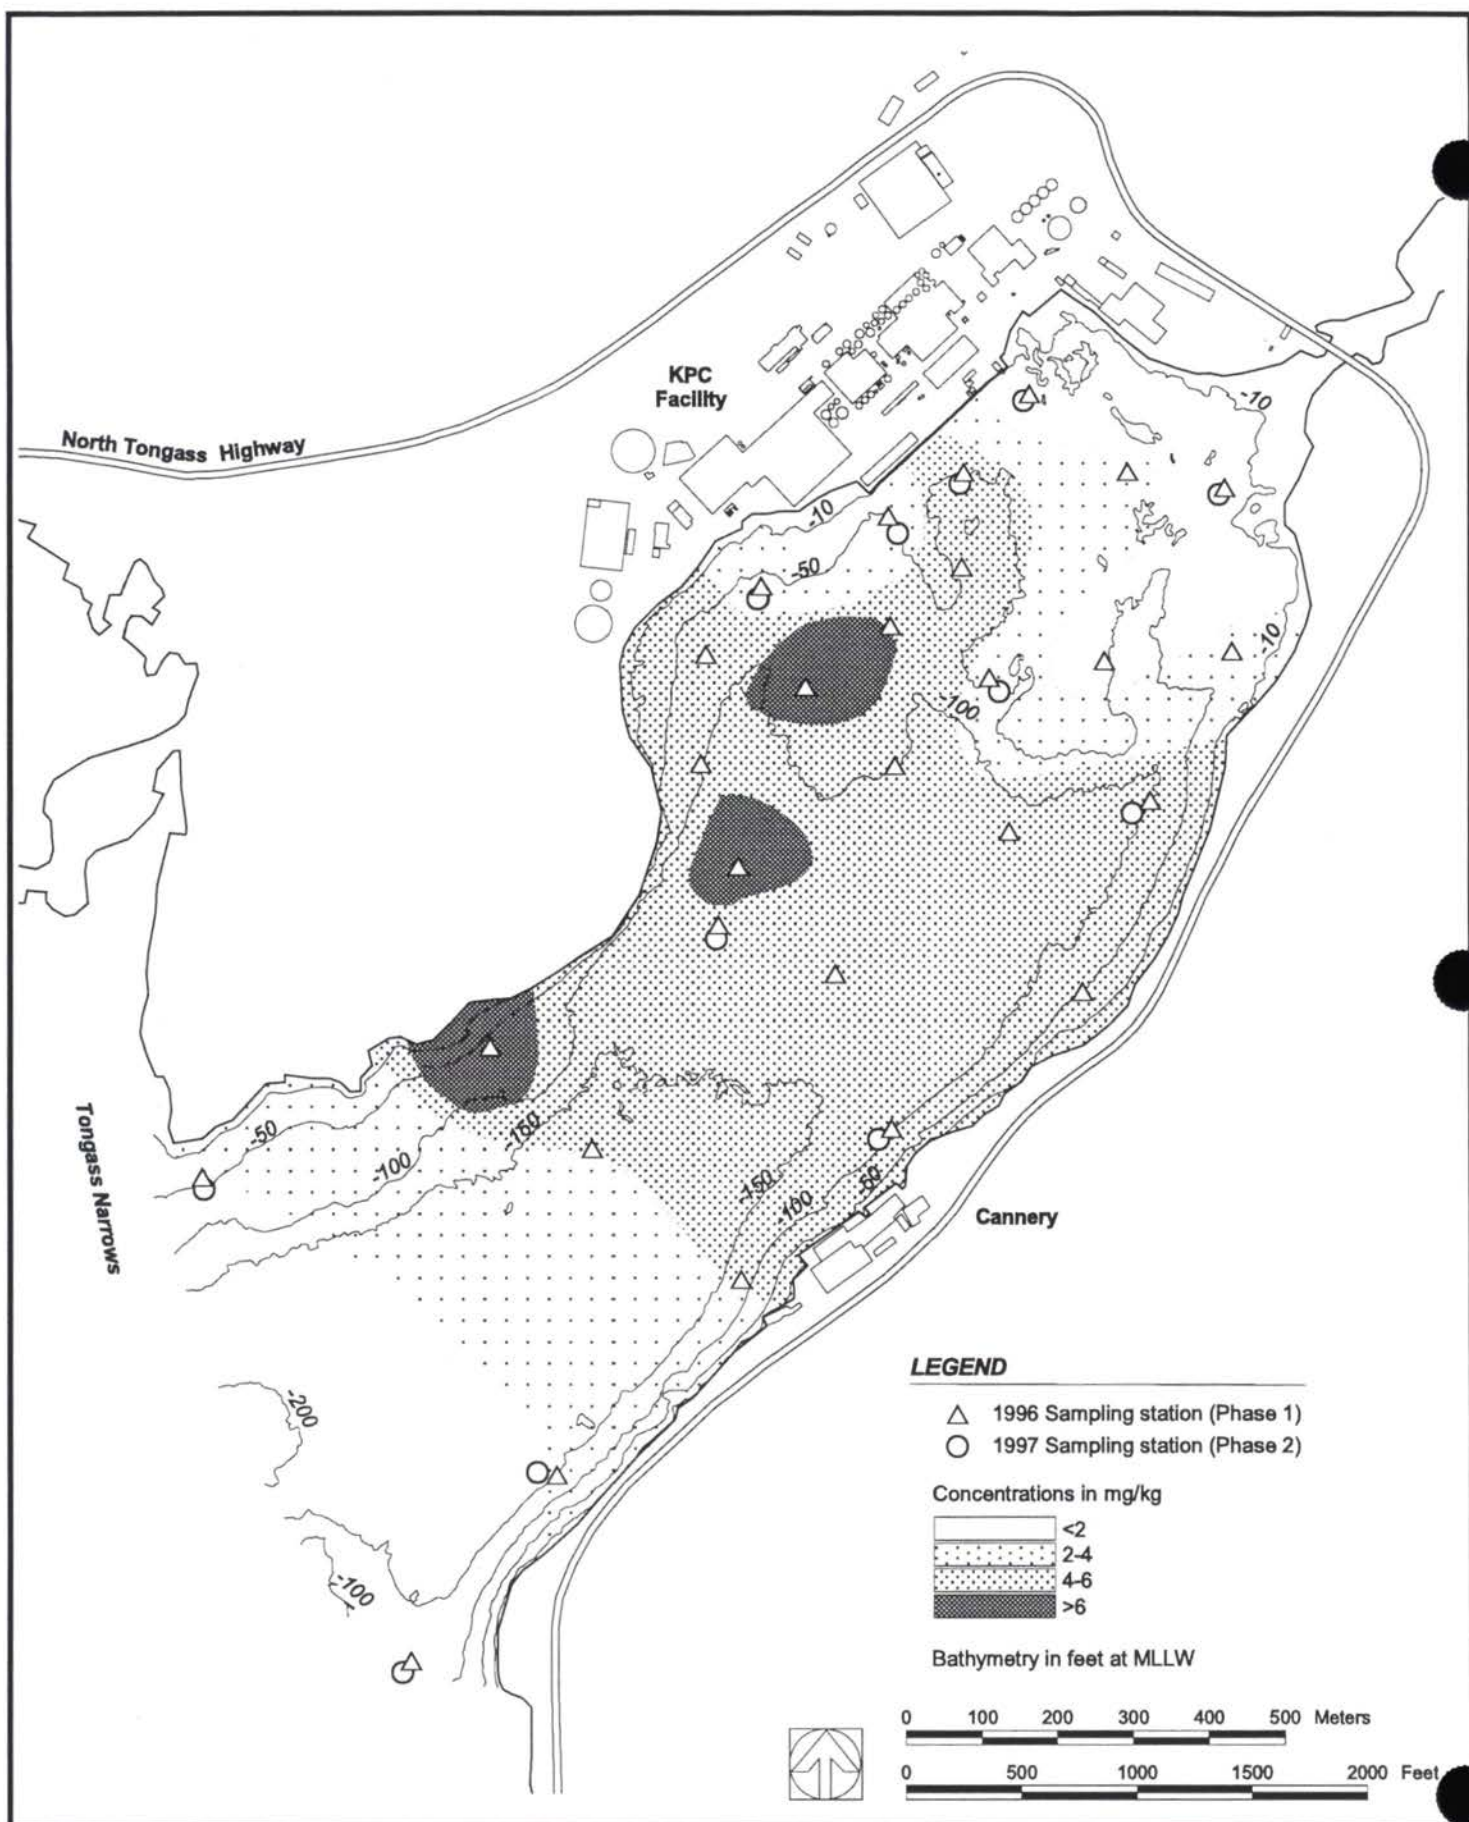 KPC
Facility
North Tongass Highway
-10
-10
-50
-10
-100
-50
-100
-150
-150
-100
-50
Cannery
Tongass Narrows
-200
-100
LEGEND
1996 Sampling station (Phase 1)
1997 Sampling station (Phase 2)
Concentrations in mg/kg
<2
2-4
4-6
>6
Bathymetry in feet at MLLW
0 100 200 300 400 500 Meters
0 500 1000 1500 2000 Feet